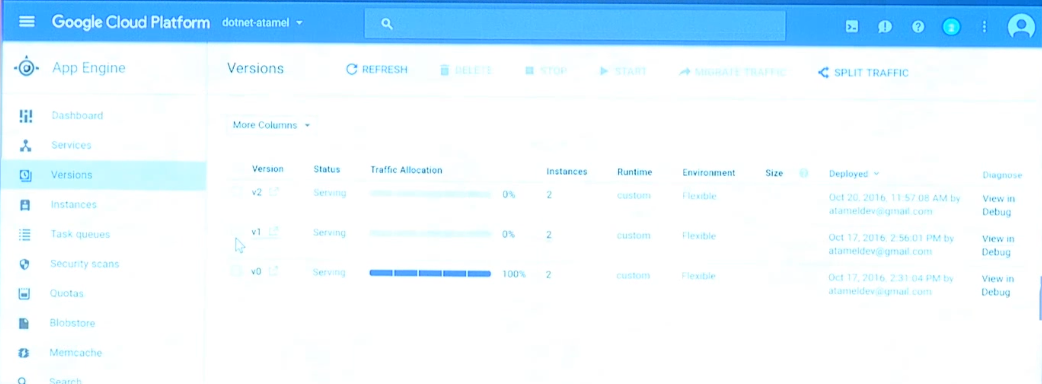 Google Cloud Platform dotnet-atamel
App Engine
Versions REFRESH DELETE STOP START MIGRATE TRAFFIC SPLIT TRAFFIC
Dashboard
Services
Versions
Instances
Task queues
Security scans
Quotas
Blobstore
Memcache
Search
More Columns
Version Status Traffic Allocation Instances Runtime Environment Size Deployed Diagnose
v2 Serving 0% 2 custom Flexible Oct 20, 2016, 11:57:08 AM by View in
atameldev@gmail.com Debug
v1 Serving 0% 2 custom Flexible Oct 17, 2016, 2:56:01 PM by View in
atameldev@gmail.com Debug
v0 Serving 100% 2 custom Flexible Oct 17, 2016, 2:31:04 PM by View in
atameldev@gmail.com Debug